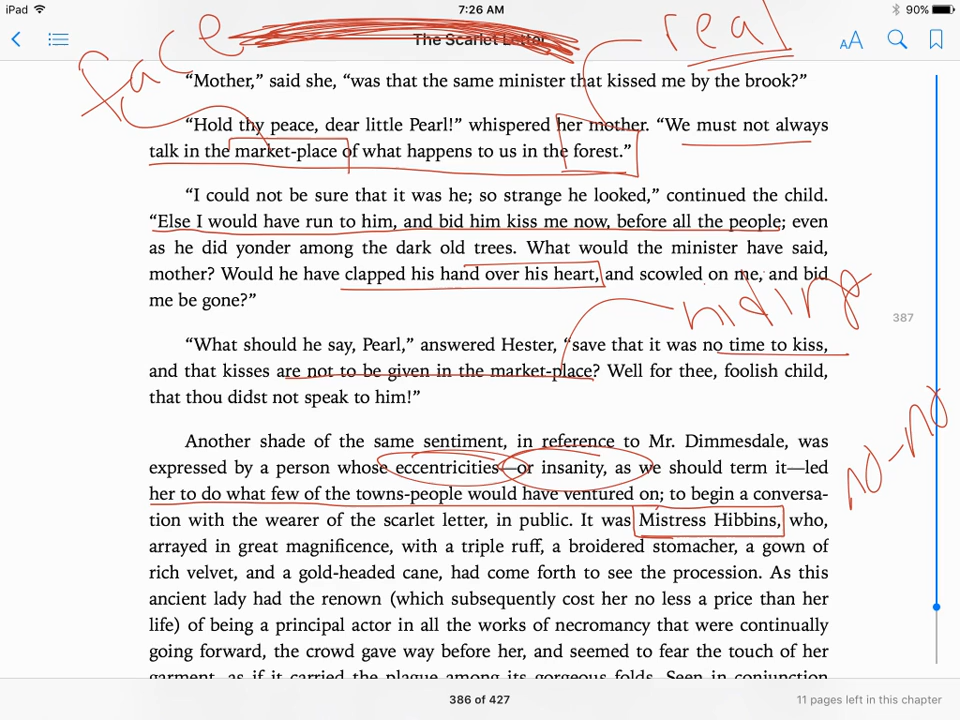 iPad 7:26 AM 90%
face real
The Scarlet Letter
AA
“Mother,” said she, “was that the same minister that kissed me by the brook?”
“Hold thy peace, dear little Pearl!” whispered her mother. “We must not always
talk in the market-place of what happens to us in the forest.”
“I could not be sure that it was he; so strange he looked,” continued the child.
“Else I would have run to him, and bid him kiss me now, before all the people; even
as he did yonder among the dark old trees. What would the minister have said,
mother? Would he have clapped his hand over his heart, and scowled on me, and bid
me be gone?”
hiding
387
“What should he say, Pearl,” answered Hester, “save that it was no time to kiss,
and that kisses are not to be given in the market-place? Well for thee, foolish child,
that thou didst not speak to him!”
Another shade of the same sentiment, in reference to Mr. Dimmesdale, was
expressed by a person whose eccentricities—or insanity, as we should term it—led
her to do what few of the towns-people would have ventured on; to begin a conversa-
tion with the wearer of the scarlet letter, in public. It was Mistress Hibbins, who,
no-no
arrayed in great magnificence, with a triple ruff, a broidered stomacher, a gown of
rich velvet, and a gold-headed cane, had come forth to see the procession. As this
ancient lady had the renown (which subsequently cost her no less a price than her
life) of being a principal actor in all the works of necromancy that were continually
going forward, the crowd gave way before her, and seemed to fear the touch of her
garment, as if it carried the plague among its gorgeous folds. Seen in conjunction
386 of 427
11 pages left in this chapter